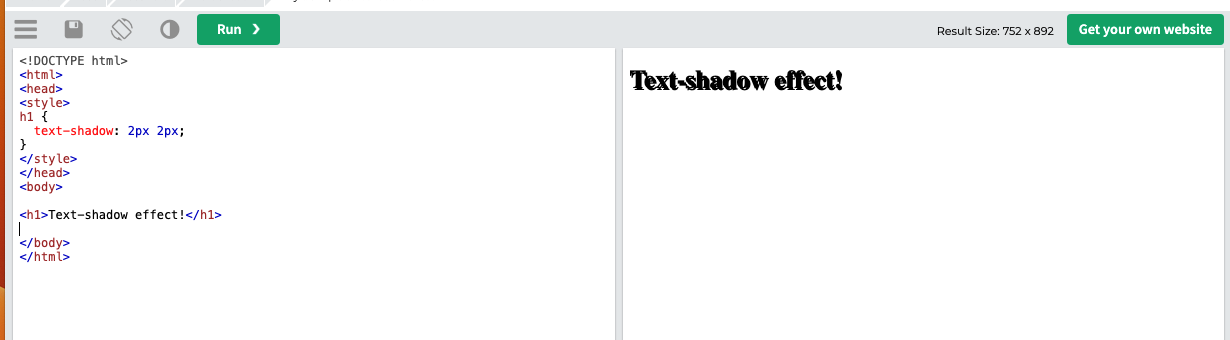 Run ❯
Result Size: 752 x 892
Get your own website
<!DOCTYPE html>
<html>
<head>
<style>
h1 {
  text-shadow: 2px 2px;
}
</style>
</head>
<body>

<h1>Text-shadow effect!</h1>

</body>
</html>
Text-shadow effect!